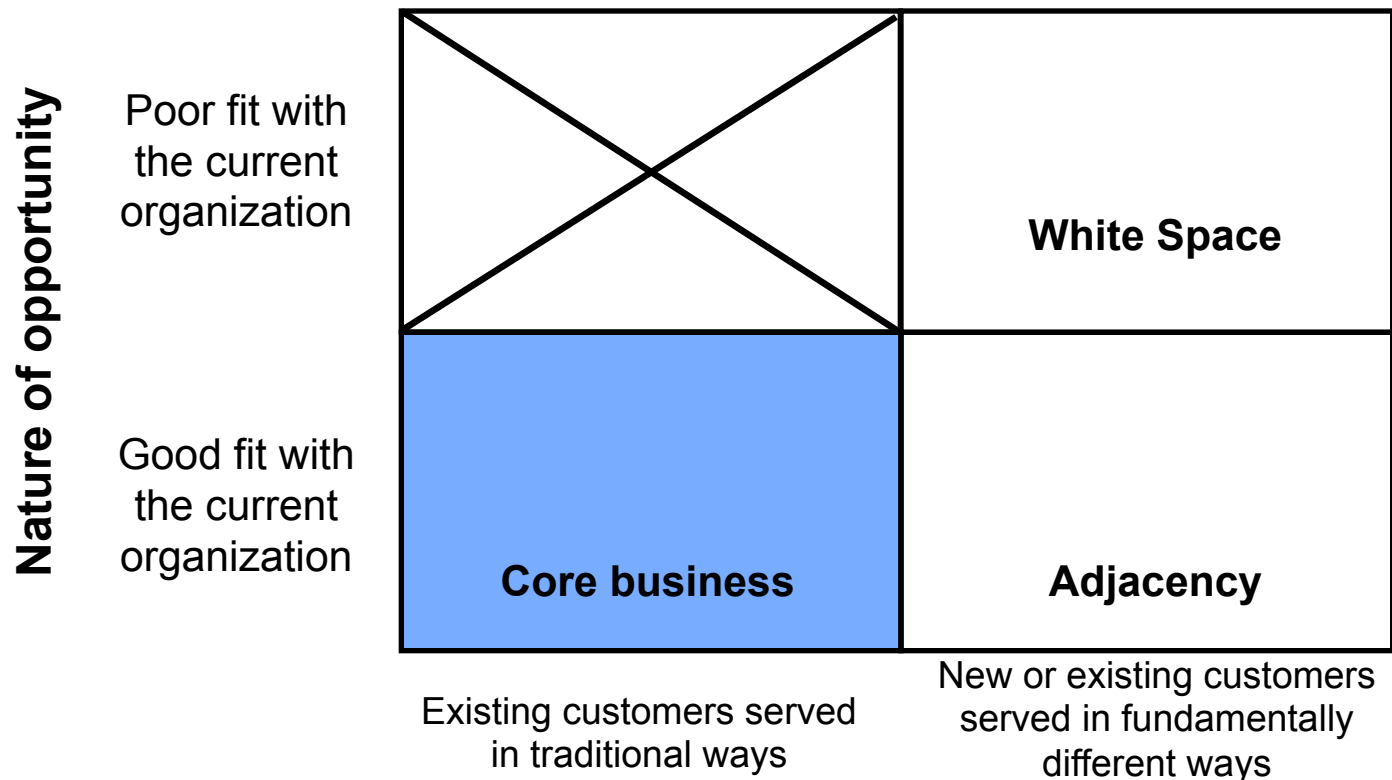 Nature of opportunity
Poor fit with
the current
organization
White Space
Good fit with
the current
organization
Core business
Adjacency
Existing customers served
in traditional ways
New or existing customers
served in fundamentally
different ways